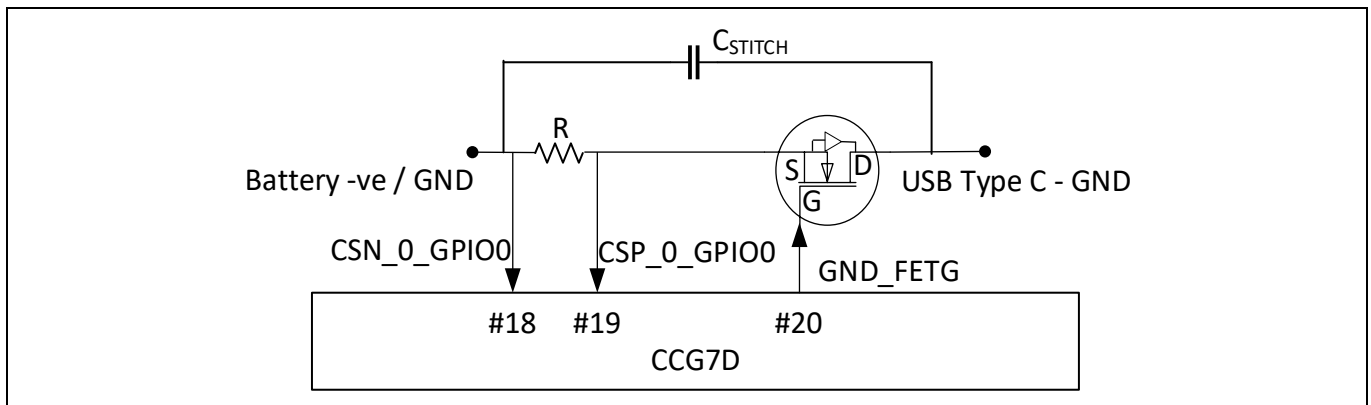 CSTITCH
R
Battery -ve / GND
S
D
G
USB Type C - GND
CSN_0_GPIO0
CSP_0_GPIO0
GND_FETG
#18
#19
#20
CCG7D